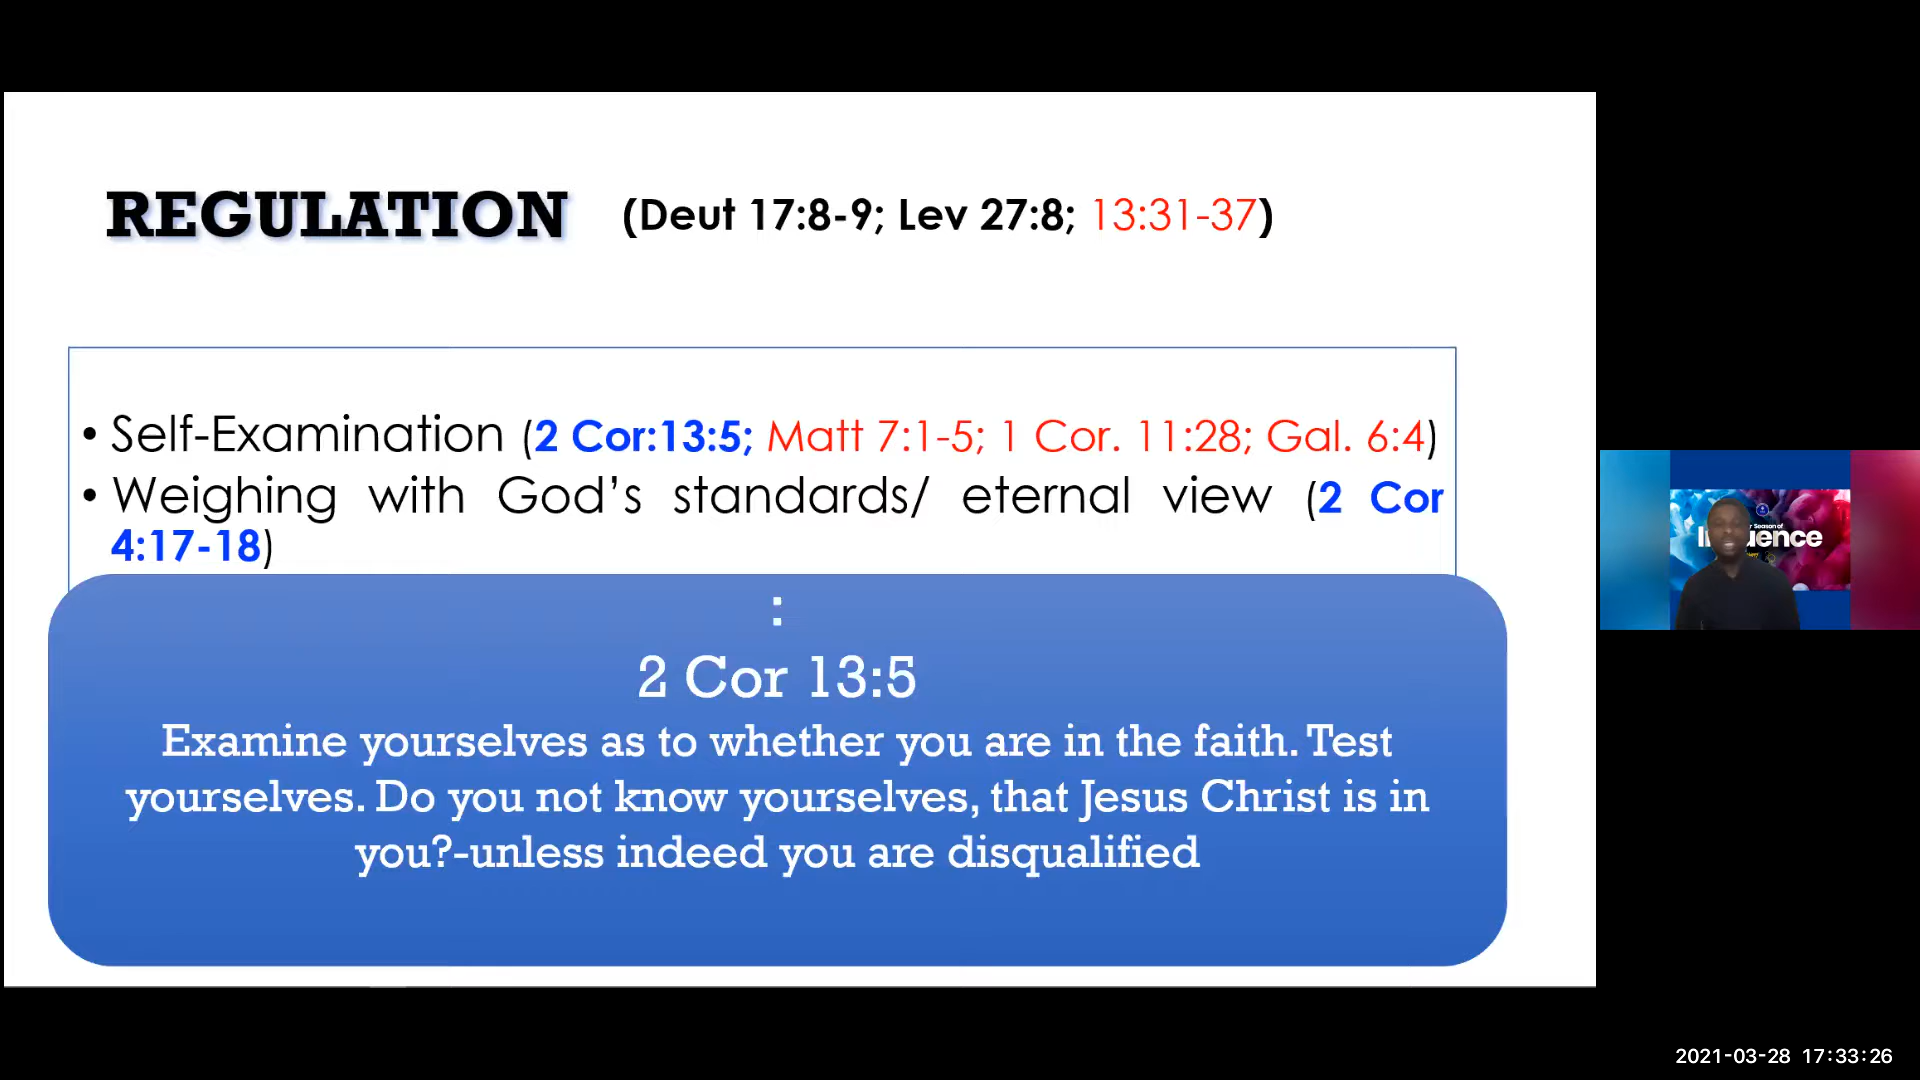 REGULATION (Deut 17:8-9; Lev 27:8; 13:31-37)
• Self-Examination (2 Cor:13:5; Matt 7:1-5; 1 Cor. 11:28; Gal. 6:4)
• Weighing with God’s standards/ eternal view (2 Cor
4:17-18)
:
2 Cor 13:5
Examine yourselves as to whether you are in the faith. Test
yourselves. Do you not know yourselves, that Jesus Christ is in
you?-unless indeed you are disqualified
Season of
uence
2021-03-28 17:33:26